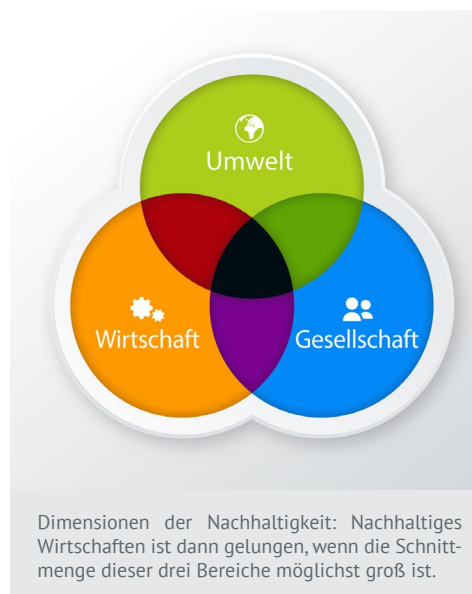 Umwelt
Wirtschaft
Gesellschaft
Dimensionen der Nachhaltigkeit: Nachhaltiges
Wirtschaften ist dann gelungen, wenn die Schnitt-
menge dieser drei Bereiche möglichst groß ist.